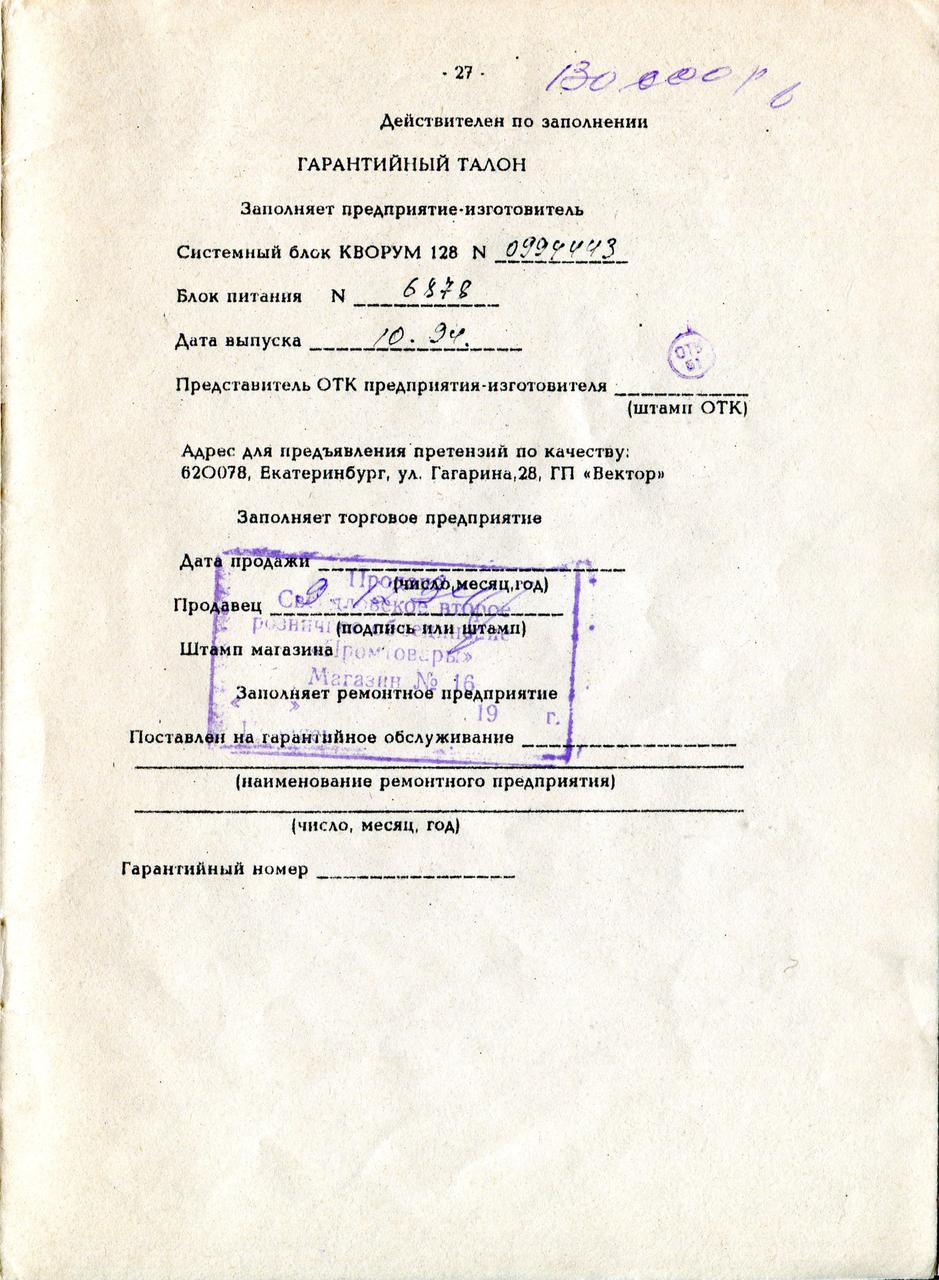 - 27 -
130 000 р
Действителен по заполнении
ГАРАНТИЙНЫЙ ТАЛОН
Заполняет предприятие-изготовитель
Системный блок КВОРУМ 128 N 0994443
Блок питания N 6878
Дата выпуска 10.94.
ОТК
Представитель ОТК предприятия-изготовителя
(штамп ОТК)
Адрес для предъявления претензий по качеству:
620078, Екатеринбург, ул. Гагарина,28, ГП «Вектор»
Заполняет торговое предприятие
Дата продажи
(число,месяц,год)
Продавец
(подпись или штамп)
Штамп магазина
второе
«Промтовары»
Магазин № 16
Заполняет ремонтное предприятие
« » 19 г.
Поставлен на гарантийное обслуживание
(наименование ремонтного предприятия)
(число, месяц, год)
Гарантийный номер